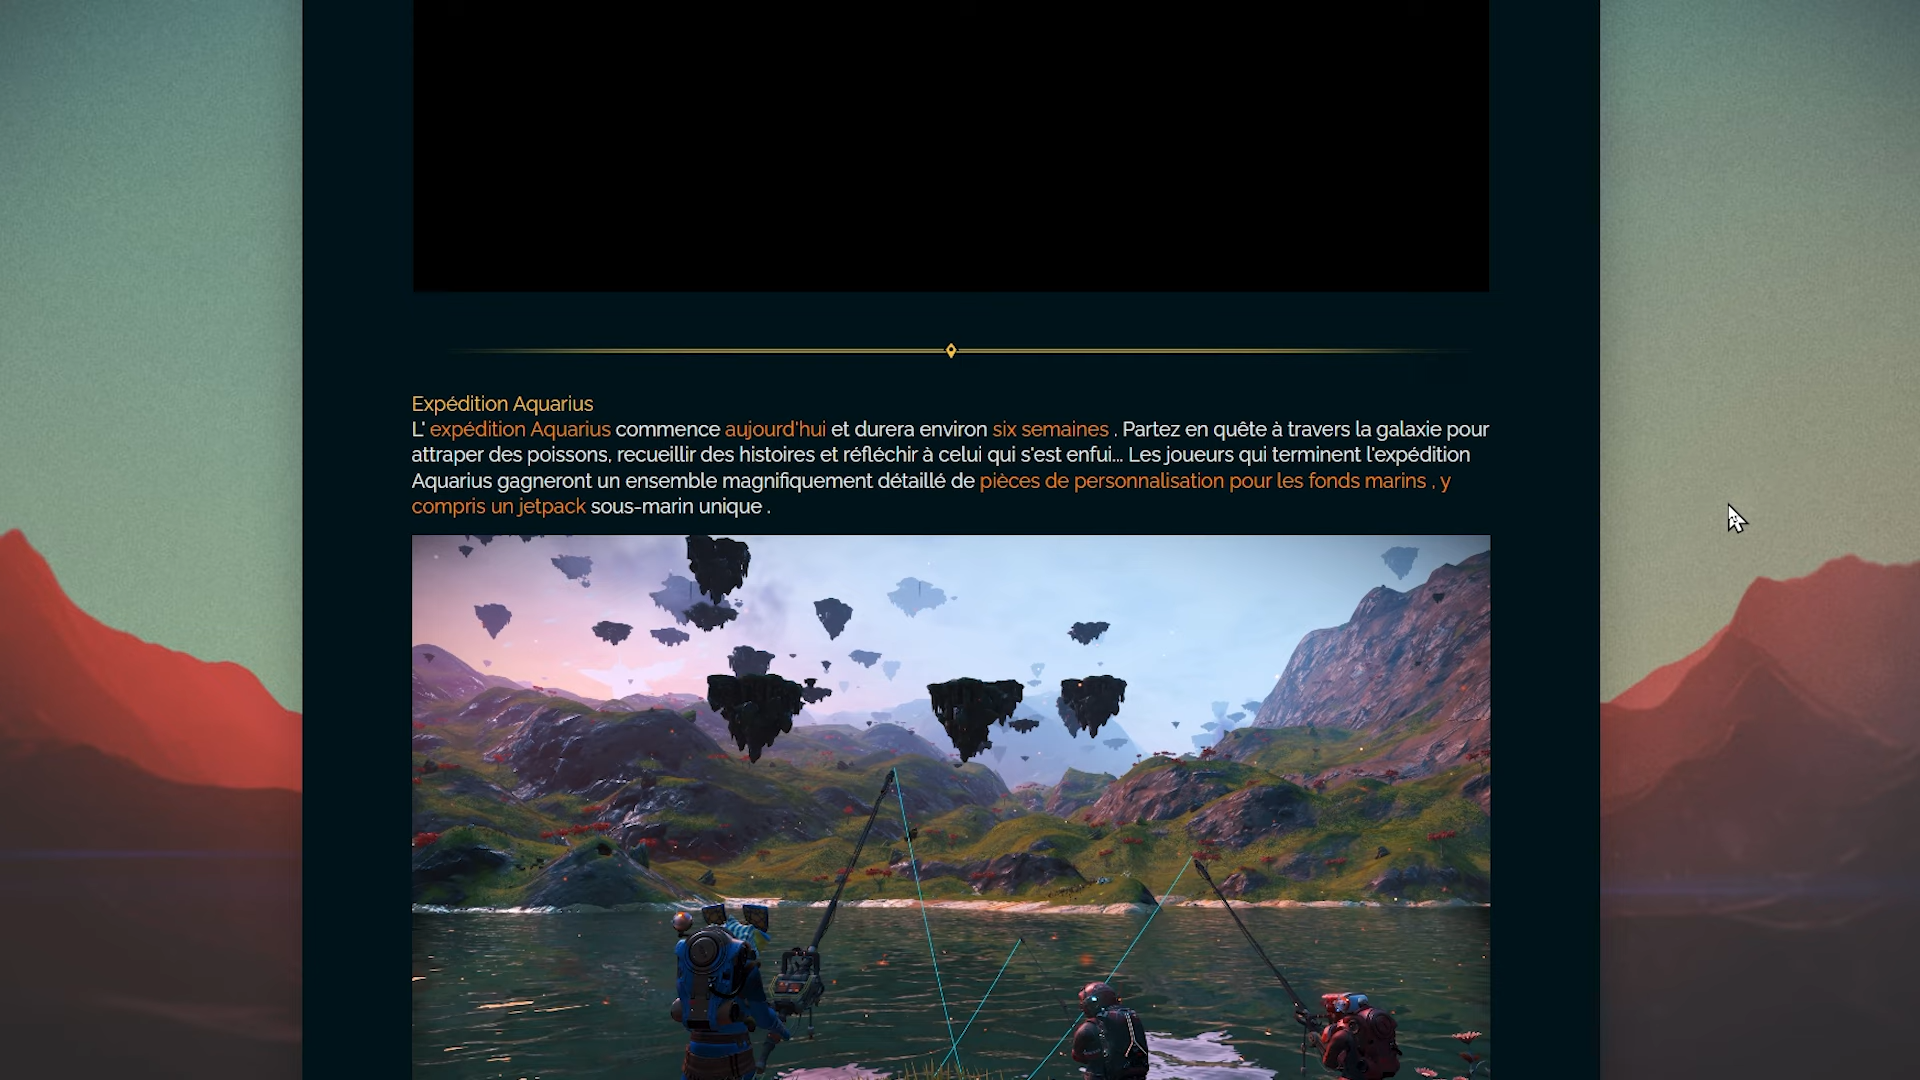 Expédition Aquarius
L' expédition Aquarius commence aujourd'hui et durera environ six semaines . Partez en quête à travers la galaxie pour
attraper des poissons, recueillir des histoires et réfléchir à celui qui s'est enfui... Les joueurs qui terminent l'expédition
Aquarius gagneront un ensemble magnifiquement détaillé de pièces de personnalisation pour les fonds marins , y
compris un jetpack sous-marin unique .